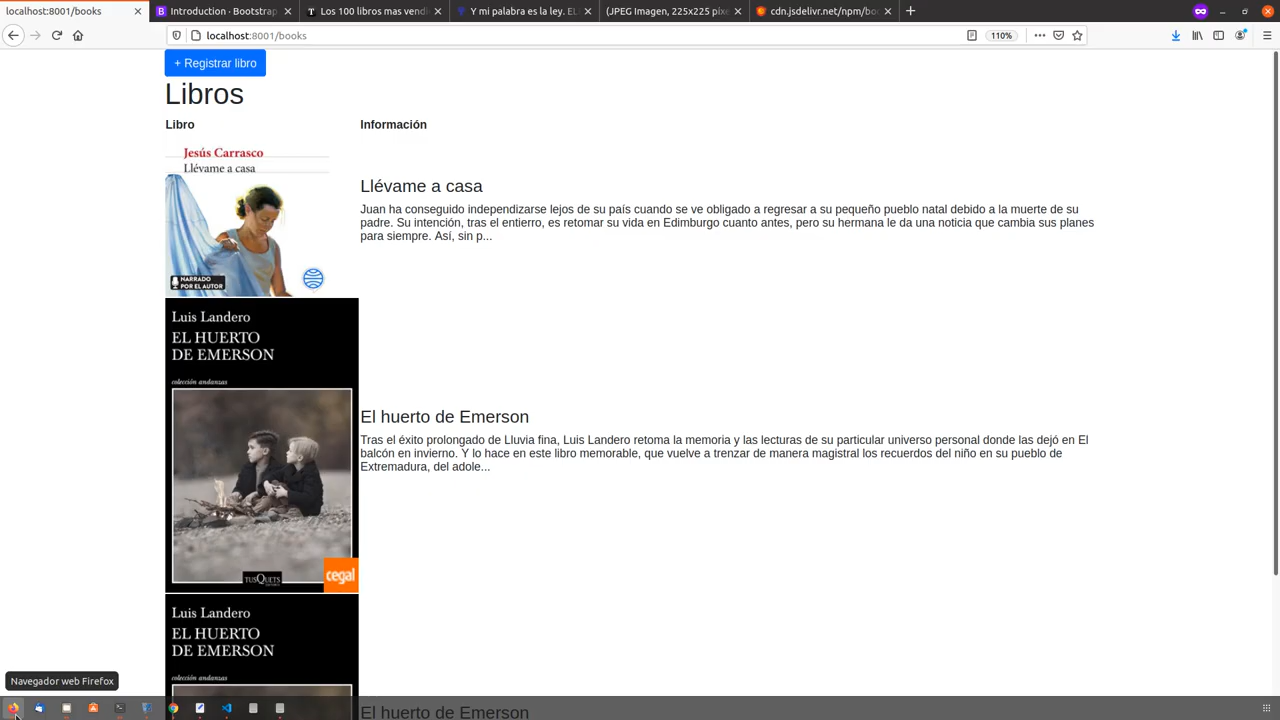 localhost:8001/books
Introduction · Bootstrap
Los 100 libros mas vendi
Y mi palabra es la ley. EL
(JPEG Imagen, 225x225 píxe
cdn.jsdelivr.net/npm/boo
localhost:8001/books
110%
+ Registrar libro
Libros
Libro
Información
Jesús Carrasco
Llévame a casa
NARRADO
POR EL AUTOR
Llévame a casa
Juan ha conseguido independizarse lejos de su país cuando se ve obligado a regresar a su pequeño pueblo natal debido a la muerte de su
padre. Su intención, tras el entierro, es retomar su vida en Edimburgo cuanto antes, pero su hermana le da una noticia que cambia sus planes
para siempre. Así, sin p...
Luis Landero
EL HUERTO
DE EMERSON
colección andanzas
TUSQUETS
cegal
El huerto de Emerson
Tras el éxito prolongado de Lluvia fina, Luis Landero retoma la memoria y las lecturas de su particular universo personal donde las dejó en El
balcón en invierno. Y lo hace en este libro memorable, que vuelve a trenzar de manera magistral los recuerdos del niño en su pueblo de
Extremadura, del adole...
Luis Landero
EL HUERTO
DE EMERSON
colección andanzas
El huerto de Emerson
Navegador web Firefox